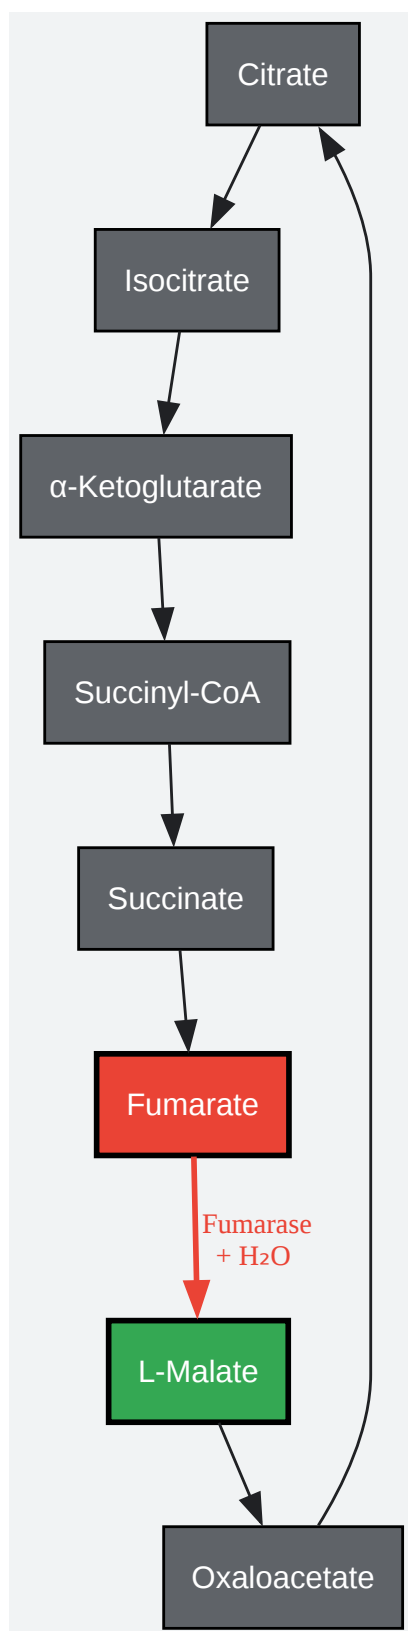 Citrate
Isocitrate
α-Ketoglutarate
Succinyl-CoA
Succinate
Fumarate
Fumarase
+ H₂O
L-Malate
Oxaloacetate